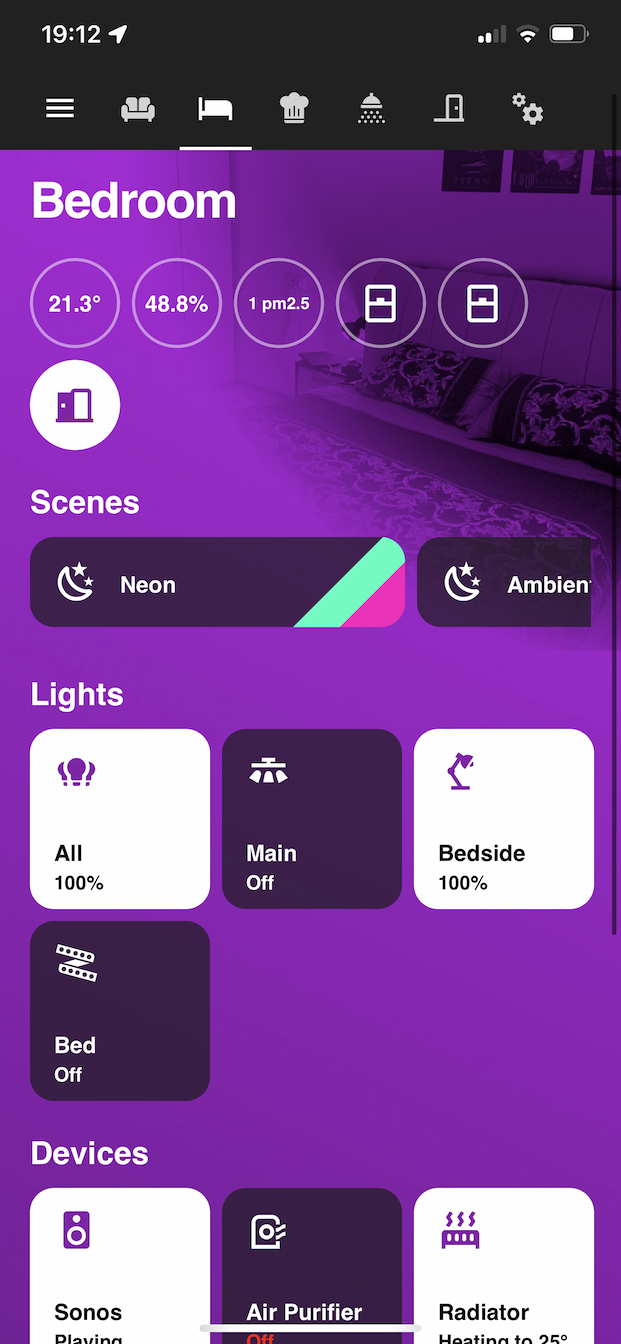 19:12
Bedroom
21.3° 48.8% 1 pm2.5
Scenes
Neon Ambien
Lights
All Main Bedside
100% Off 100%
Bed
Off
Devices
Sonos Air Purifier Radiator
Playing Off Heating to 25°